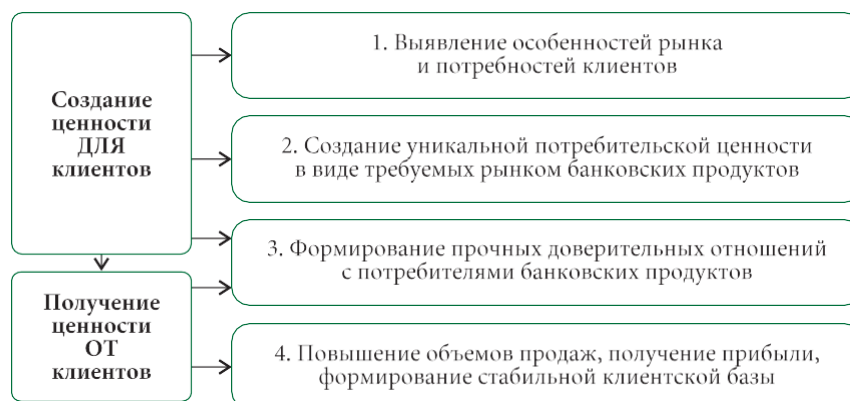 Создание
ценности
ДЛЯ
клиентов
1. Выявление особенностей рынка
и потребностей клиентов
2. Создание уникальной потребительской ценности
в виде требуемых рынком банковских продуктов
3. Формирование прочных доверительных отношений
с потребителями банковских продуктов
Получение
ценности
ОТ
клиентов
4. Повышение объемов продаж, получение прибыли,
формирование стабильной клиентской базы